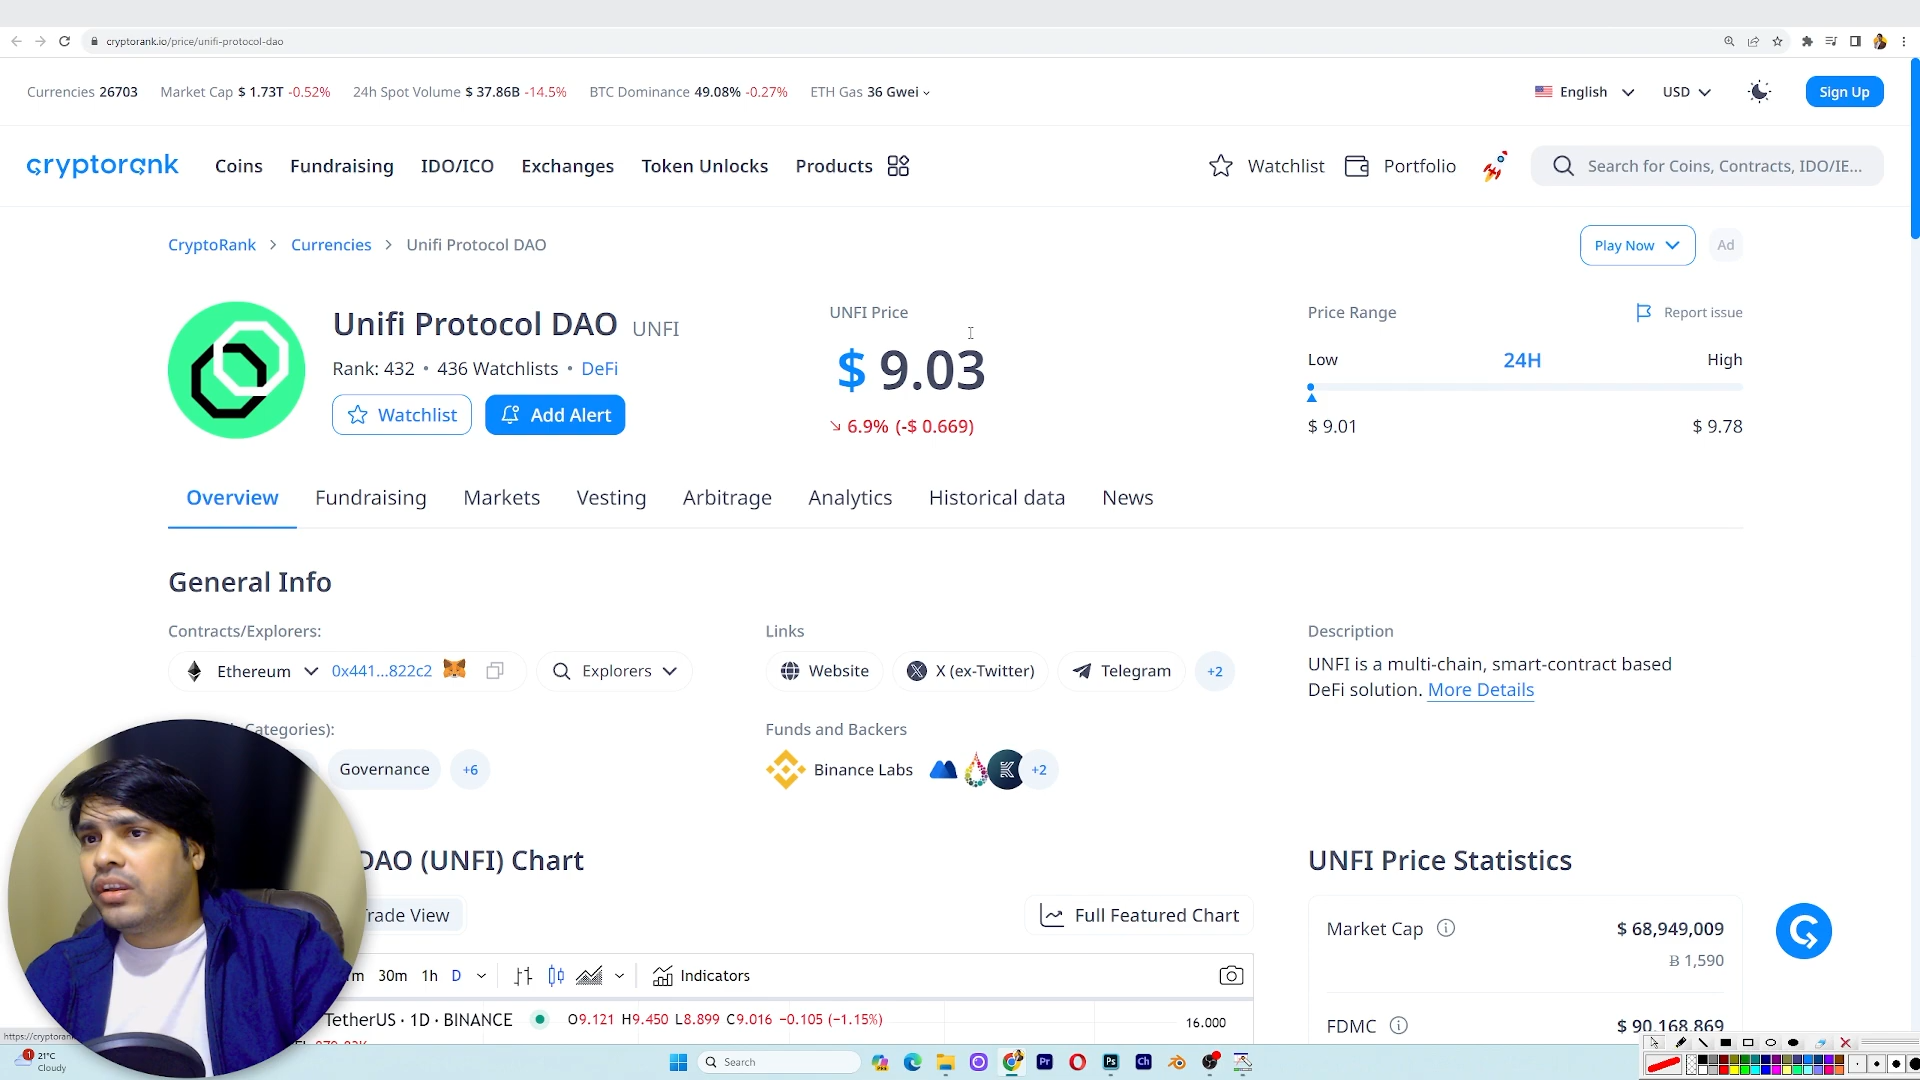 cryptorank.io/price/unifi-protocol-dao
Currencies 26703 Market Cap $ 1.73T -0.52% 24h Spot Volume $ 37.86B -14.5% BTC Dominance 49.08% -0.27% ETH Gas 36 Gwei
English USD Sign Up
cryptorank Coins Fundraising IDO/ICO Exchanges Token Unlocks Products
Watchlist Portfolio Search for Coins, Contracts, IDO/IE...
CryptoRank > Currencies > Unifi Protocol DAO
Play Now Ad
Unifi Protocol DAO UNFI
Rank: 432 • 436 Watchlists • DeFi
Watchlist Add Alert
UNFI Price
$ 9.03
6.9% (-$ 0.669)
Price Range Report issue
Low 24H High
$ 9.01 $ 9.78
Overview Fundraising Markets Vesting Arbitrage Analytics Historical data News
General Info
Contracts/Explorers:
Ethereum 0x441...822c2 Explorers
Links
Website X (ex-Twitter) Telegram +2
Description
UNFI is a multi-chain, smart-contract based
DeFi solution. More Details
Categories):
Governance +6
Funds and Backers
Binance Labs +2
DAO (UNFI) Chart
Trade View Full Featured Chart
30m 1h D Indicators
TetherUS · 1D · BINANCE O9.121 H9.450 L8.899 C9.016 −0.105 (−1.15%)
16.000
UNFI Price Statistics
Market Cap $ 68,949,009
Ƀ 1,590
FDMC $ 90,168,869
21°C
Cloudy
Search